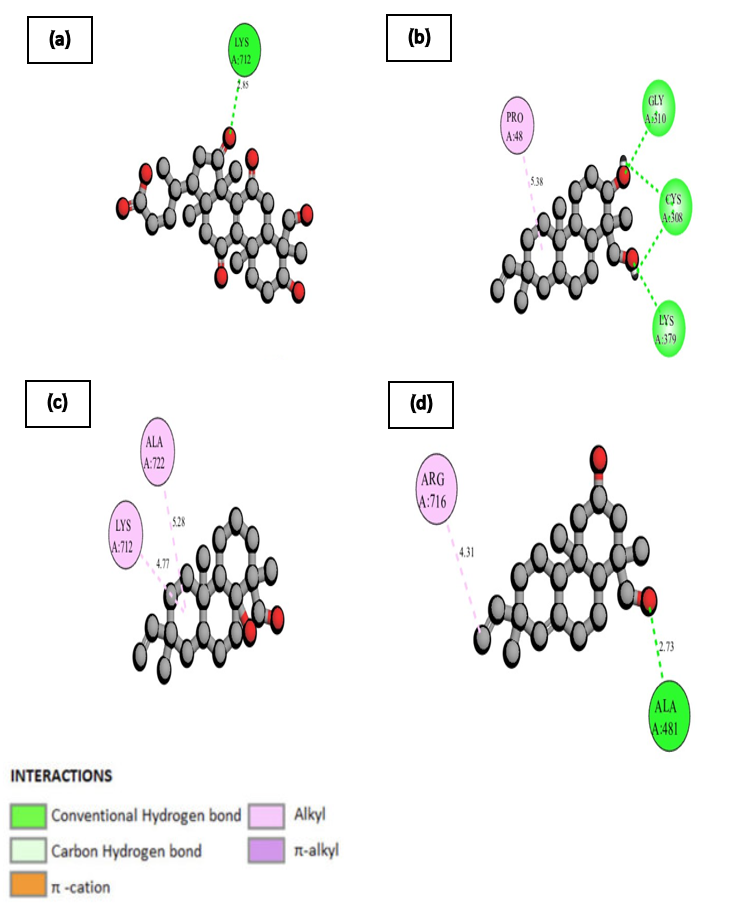 (a)
LYS
A:712
2.85
(b)
PRO
A:48
5.38
GLY
A:310
CYS
A:308
LYS
A:379
(c)
ALA
A:722
5.28
LYS
A:712
4.77
(d)
ARG
A:716
4.31
2.73
ALA
A:481
INTERACTIONS
Conventional Hydrogen bond
Alkyl
Carbon Hydrogen bond
π-alkyl
π -cation